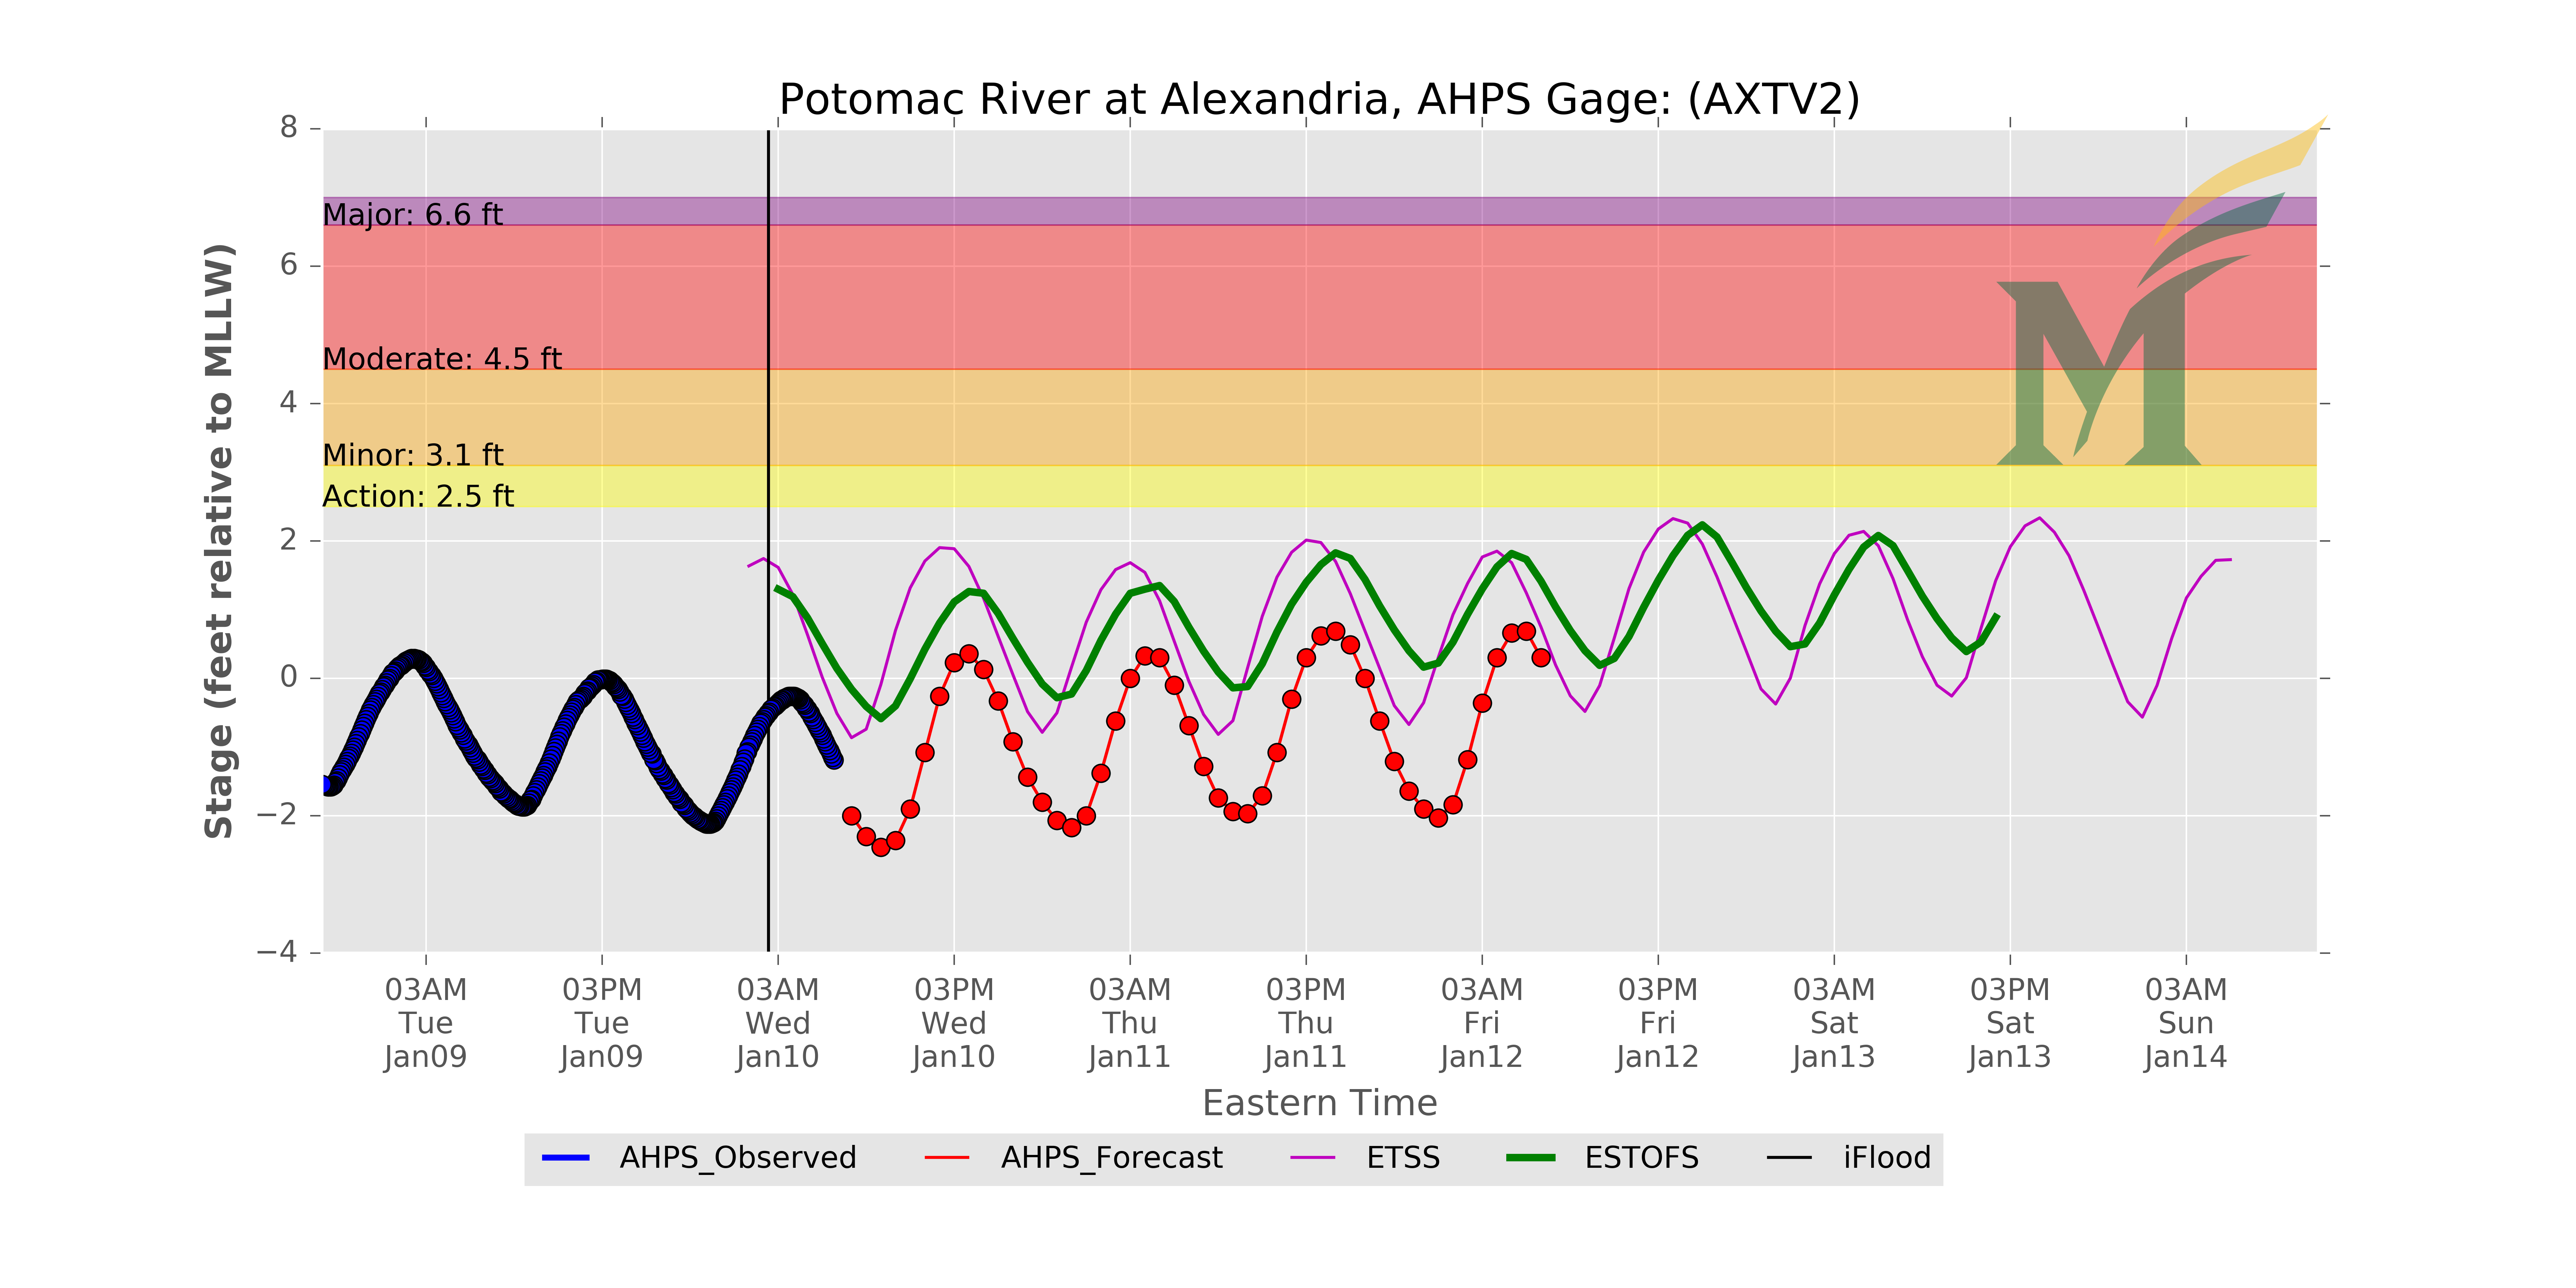 Potomac River at Alexandria, AHPS Gage: (AXTV2)
Stage (feet relative to MLLW)
8
6
4
2
0
−2
−4
Major: 6.6 ft
Moderate: 4.5 ft
Minor: 3.1 ft
Action: 2.5 ft
M
03AM
Tue
Jan09
03PM
Tue
Jan09
03AM
Wed
Jan10
03PM
Wed
Jan10
03AM
Thu
Jan11
03PM
Thu
Jan11
03AM
Fri
Jan12
03PM
Fri
Jan12
03AM
Sat
Jan13
03PM
Sat
Jan13
03AM
Sun
Jan14
Eastern Time
AHPS_Observed
AHPS_Forecast
ETSS
ESTOFS
iFlood